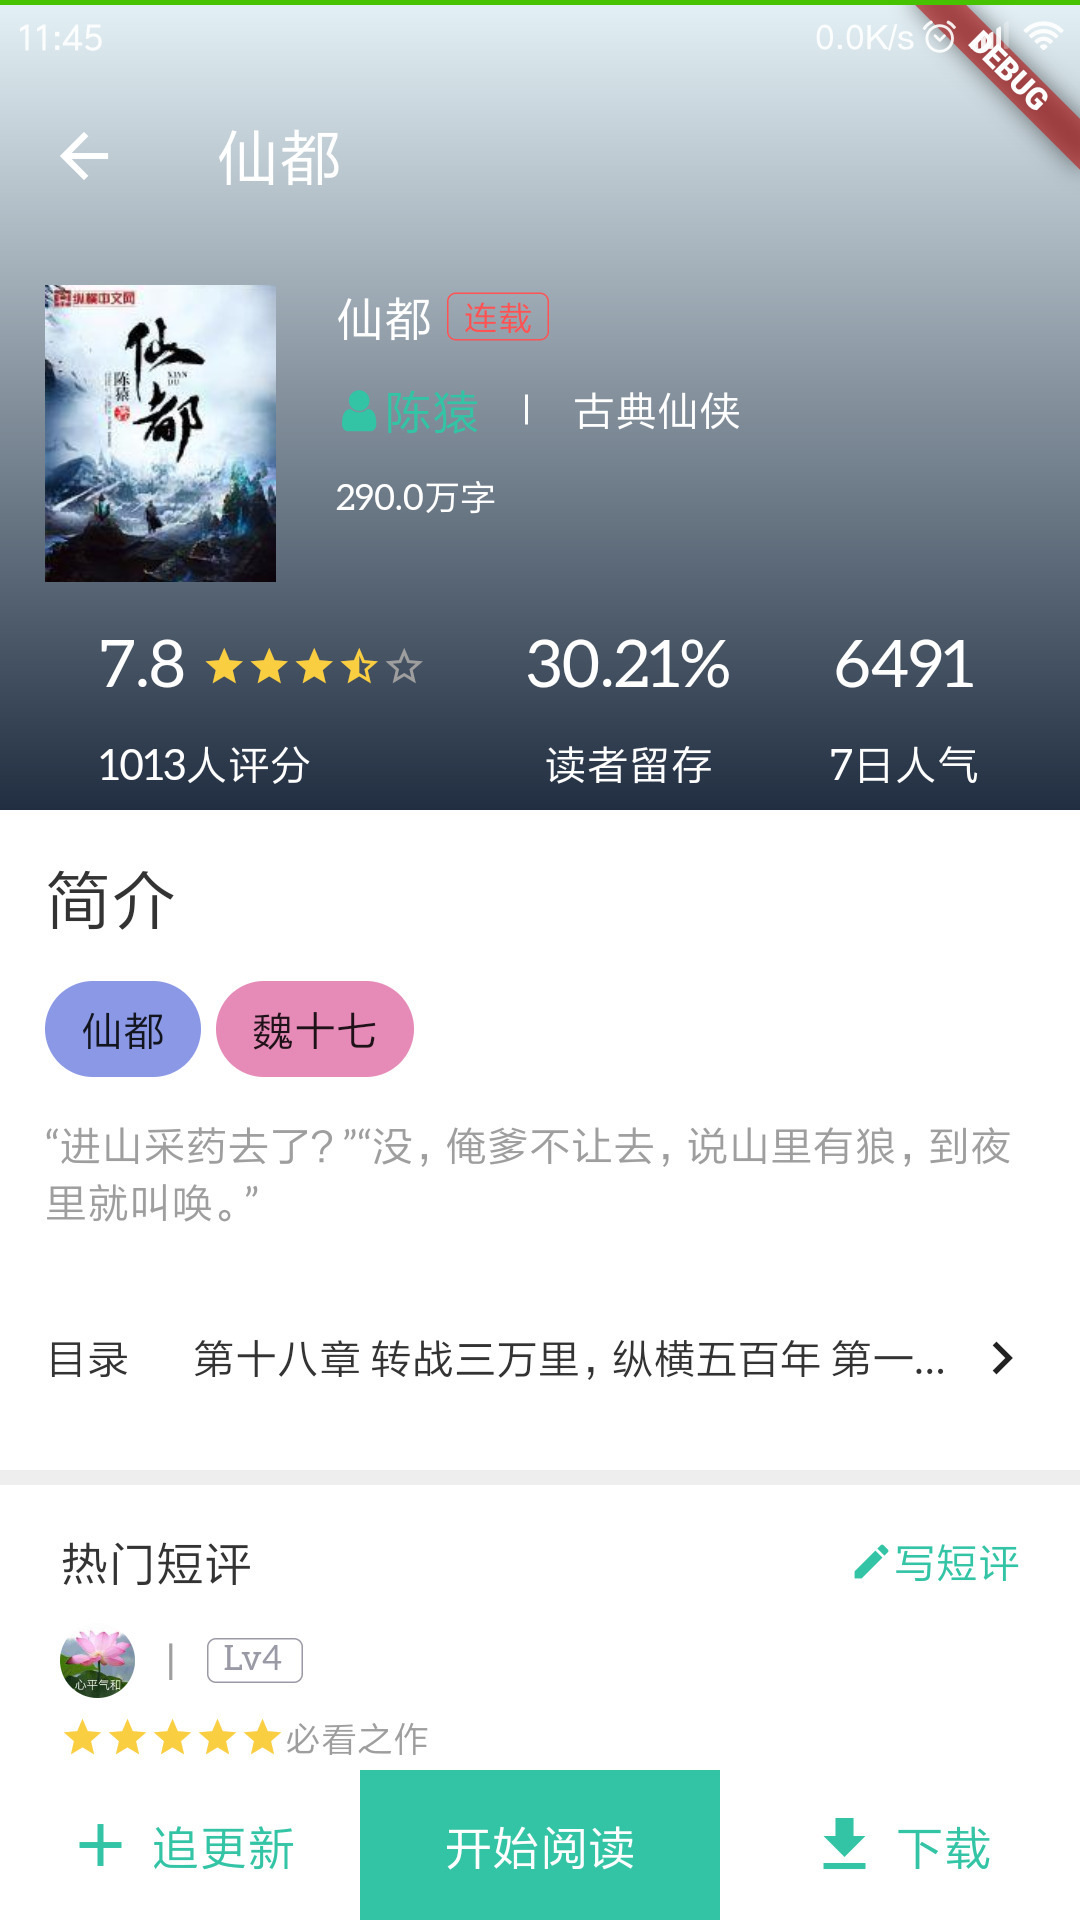 11:45
0.0K/s
DEBUG
仙都
纵横中文网
仙都
XIAN
DU
陈猿
著
仙都 连载
陈猿 古典仙侠
290.0万字
7.8 30.21% 6491
1013人评分 读者留存 7日人气
简介
仙都 魏十七
“进山采药去了？”“没，俺爹不让去，说山里有狼，到夜
里就叫唤。”
目录 第十八章 转战三万里，纵横五百年 第一...
热门短评 写短评
心平气和
Lv4
必看之作
追更新 开始阅读 下载